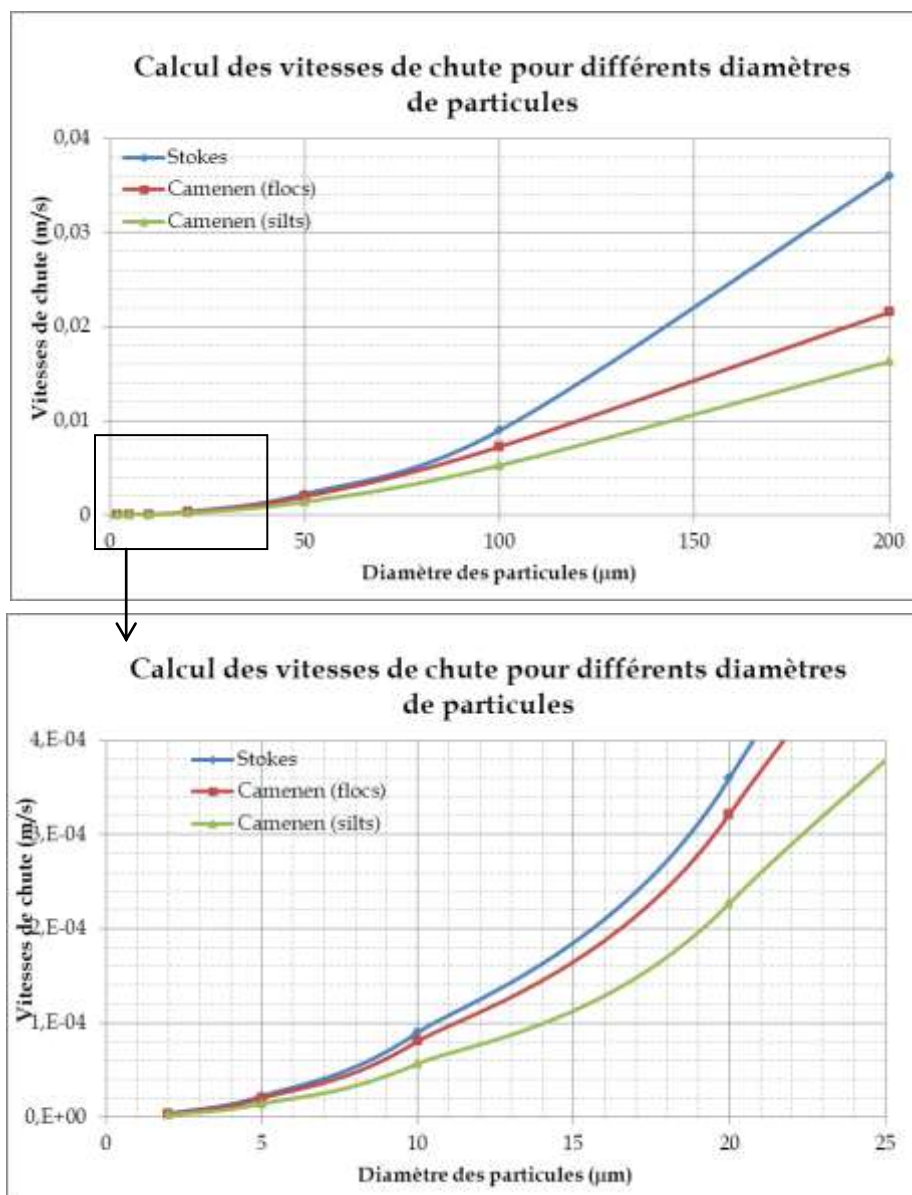 Calcul des vitesses de chute pour différents diamètres
de particules
0,04
0,03
0,02
0,01
0
Vitesses de chute (m/s)
Stokes
Camenen (flocs)
Camenen (silts)
0
50
100
150
200
Diamètre des particules (µm)
Calcul des vitesses de chute pour différents diamètres
de particules
4,E-04
3,E-04
2,E-04
1,E-04
0,E+00
Vitesses de chute (m/s)
Stokes
Camenen (flocs)
Camenen (silts)
0
5
10
15
20
25
Diamètre des particules (µm)